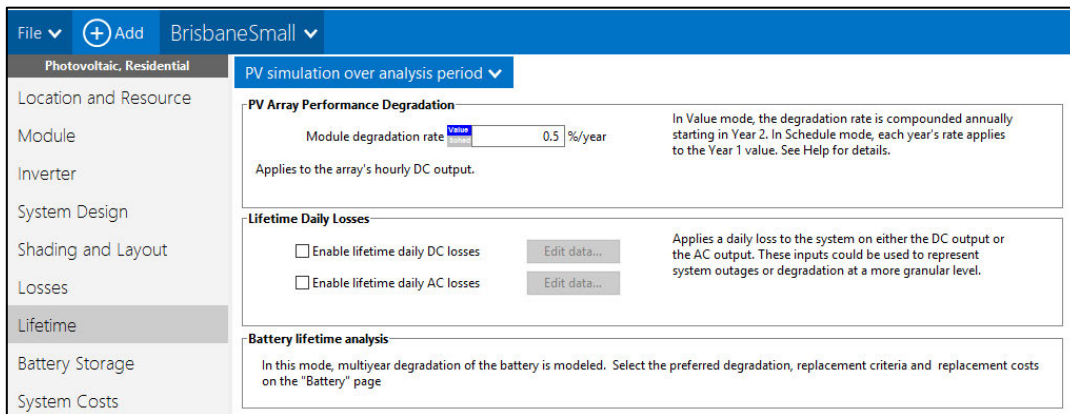 File Add BrisbaneSmall
Photovoltaic, Residential
Location and Resource
Module
Inverter
System Design
Shading and Layout
Losses
Lifetime
Battery Storage
System Costs
PV simulation over analysis period
PV Array Performance Degradation
Module degradation rate Value Sched 0.5 %/year
Applies to the array's hourly DC output.
In Value mode, the degradation rate is compounded annually
starting in Year 2. In Schedule mode, each year's rate applies
to the Year 1 value. See Help for details.
Lifetime Daily Losses
Enable lifetime daily DC losses Edit data...
Enable lifetime daily AC losses Edit data...
Applies a daily loss to the system on either the DC output or
the AC output. These inputs could be used to represent
system outages or degradation at a more granular level.
Battery lifetime analysis
In this mode, multiyear degradation of the battery is modeled. Select the preferred degradation, replacement criteria and replacement costs
on the "Battery" page